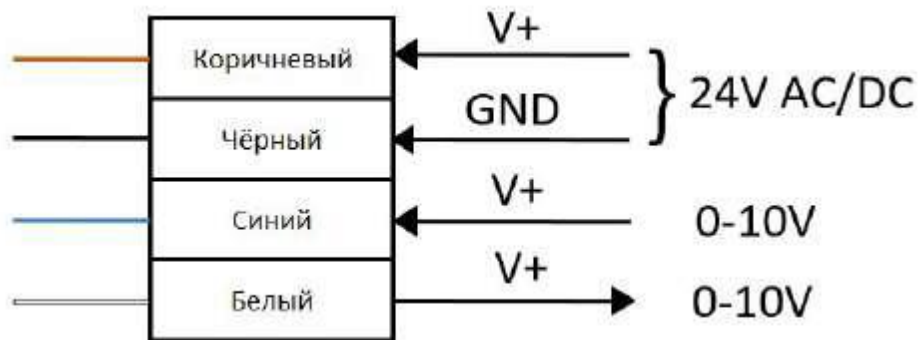 Коричневый V+
Чёрный GND
24V AC/DC
Синий V+ 0-10V
Белый V+ 0-10V